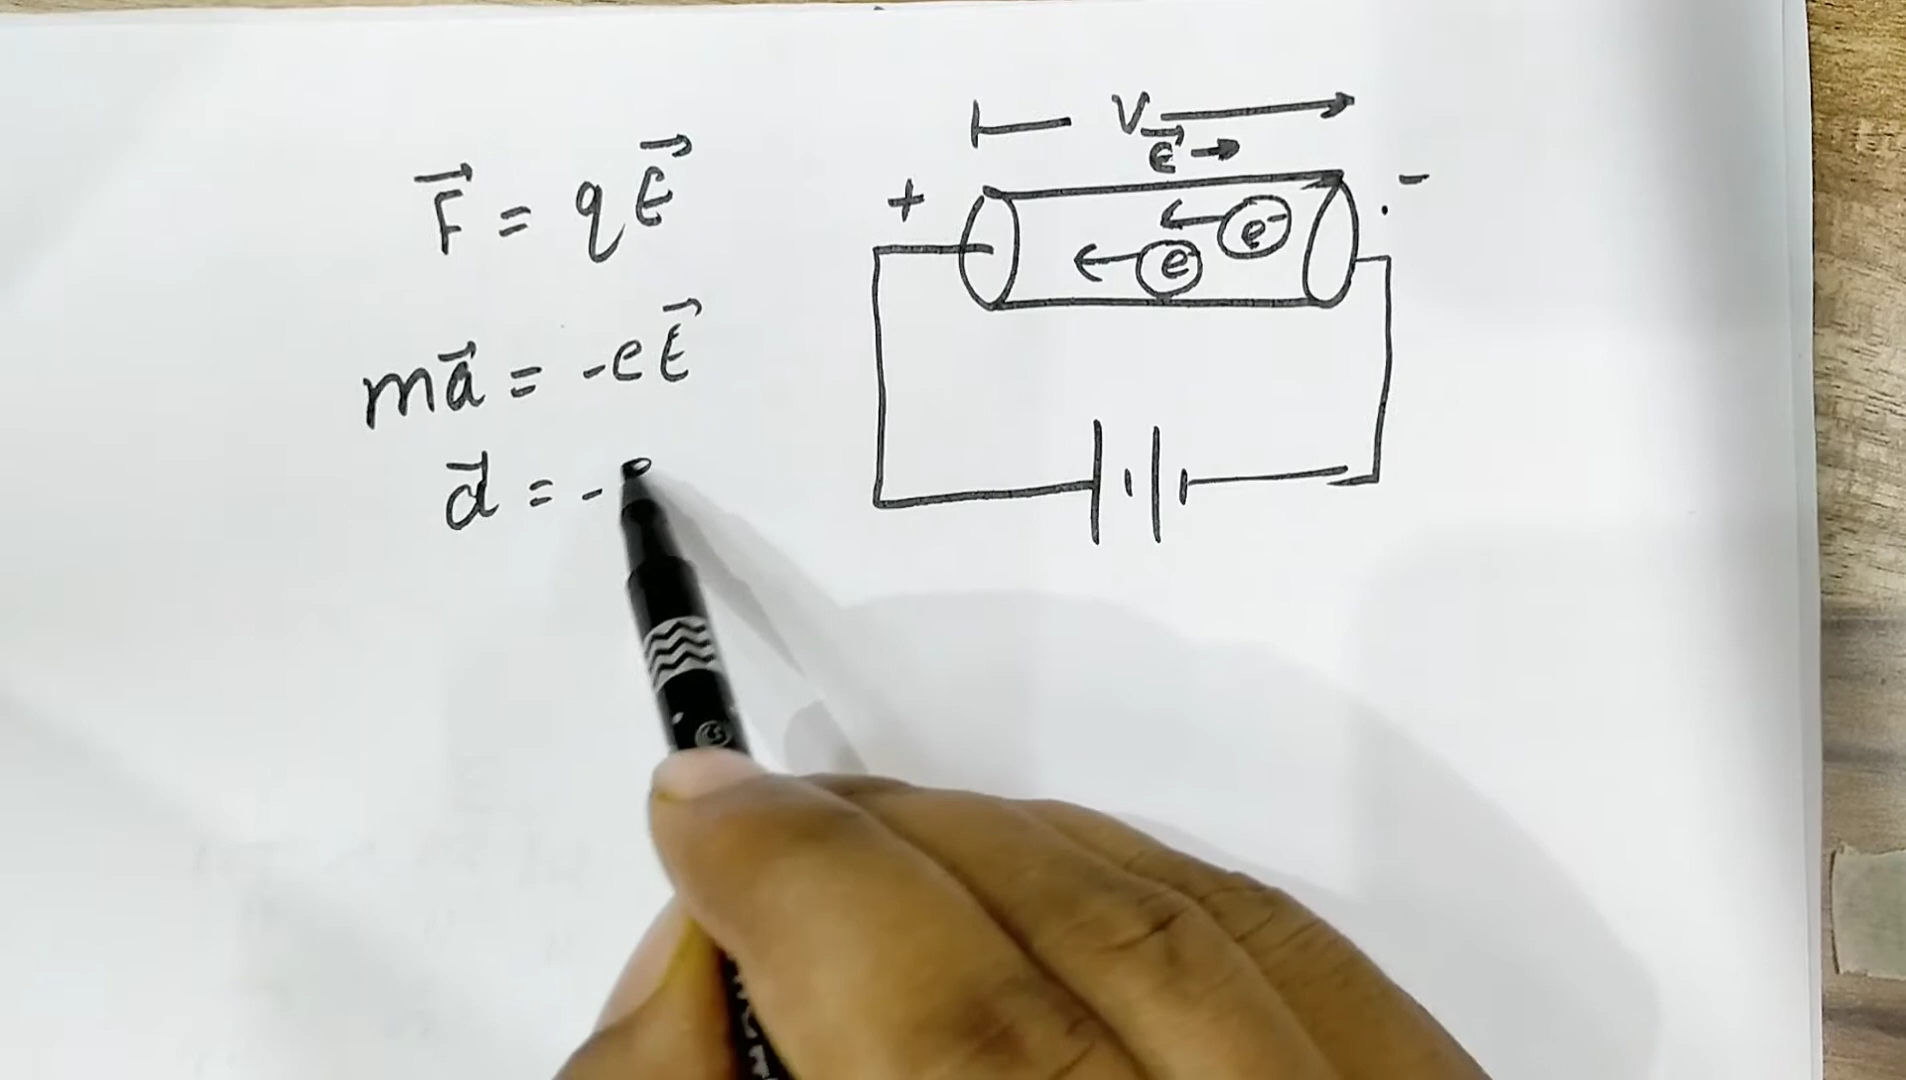 F⃗ = qE⃗
ma⃗ = -eE⃗
a⃗ = -
V
E⃗ →
+
-
e⁻
e